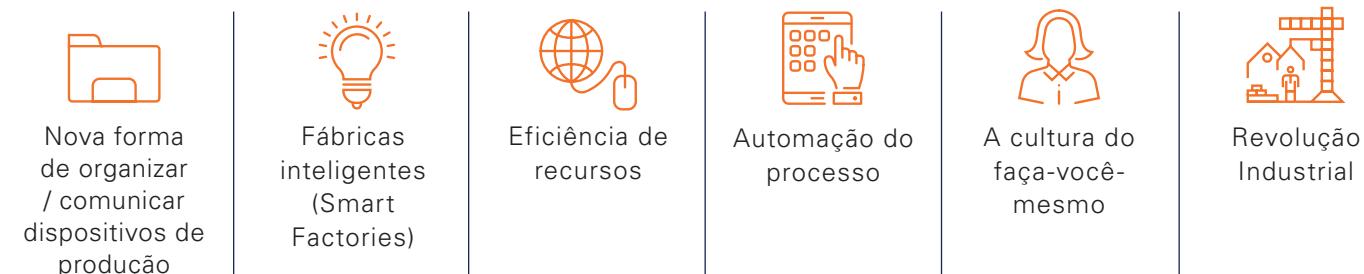 Nova forma
de organizar
/ comunicar
dispositivos de
produção
Fábricas
inteligentes
(Smart
Factories)
Eficiência de
recursos
Automação do
processo
A cultura do
faça-você-
mesmo
Revolução
Industrial